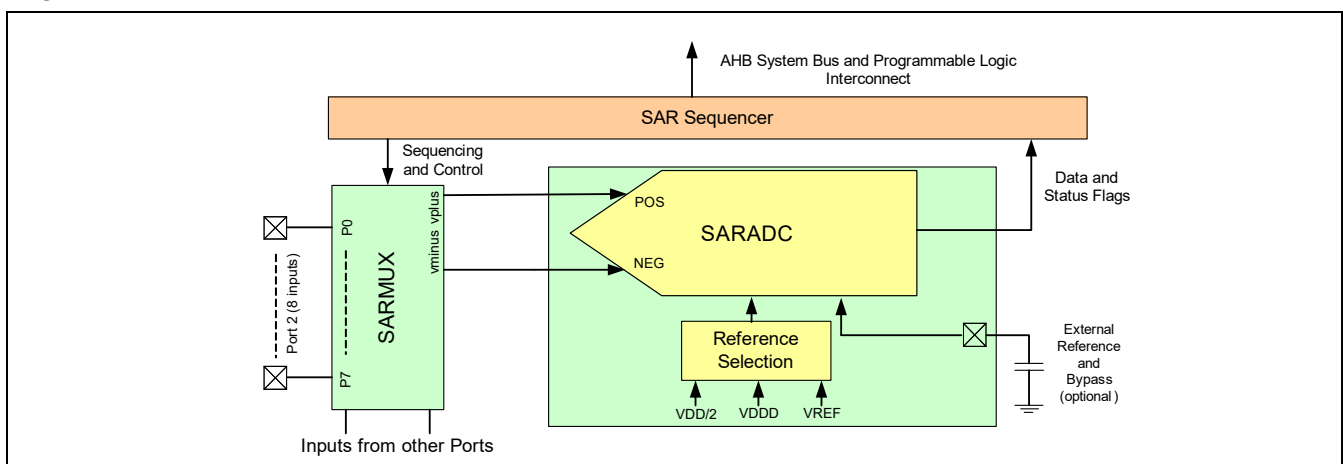 AHB System Bus and Programmable Logic
Interconnect
SAR Sequencer
Sequencing
and Control
Data and
Status Flags
vminus vplus
POS
SARADC
NEG
P0
Port 2 (8 inputs)
SARMUX
P7
Reference
Selection
External
Reference
and
Bypass
(optional)
VDD/2 VDDD VREF
Inputs from other Ports